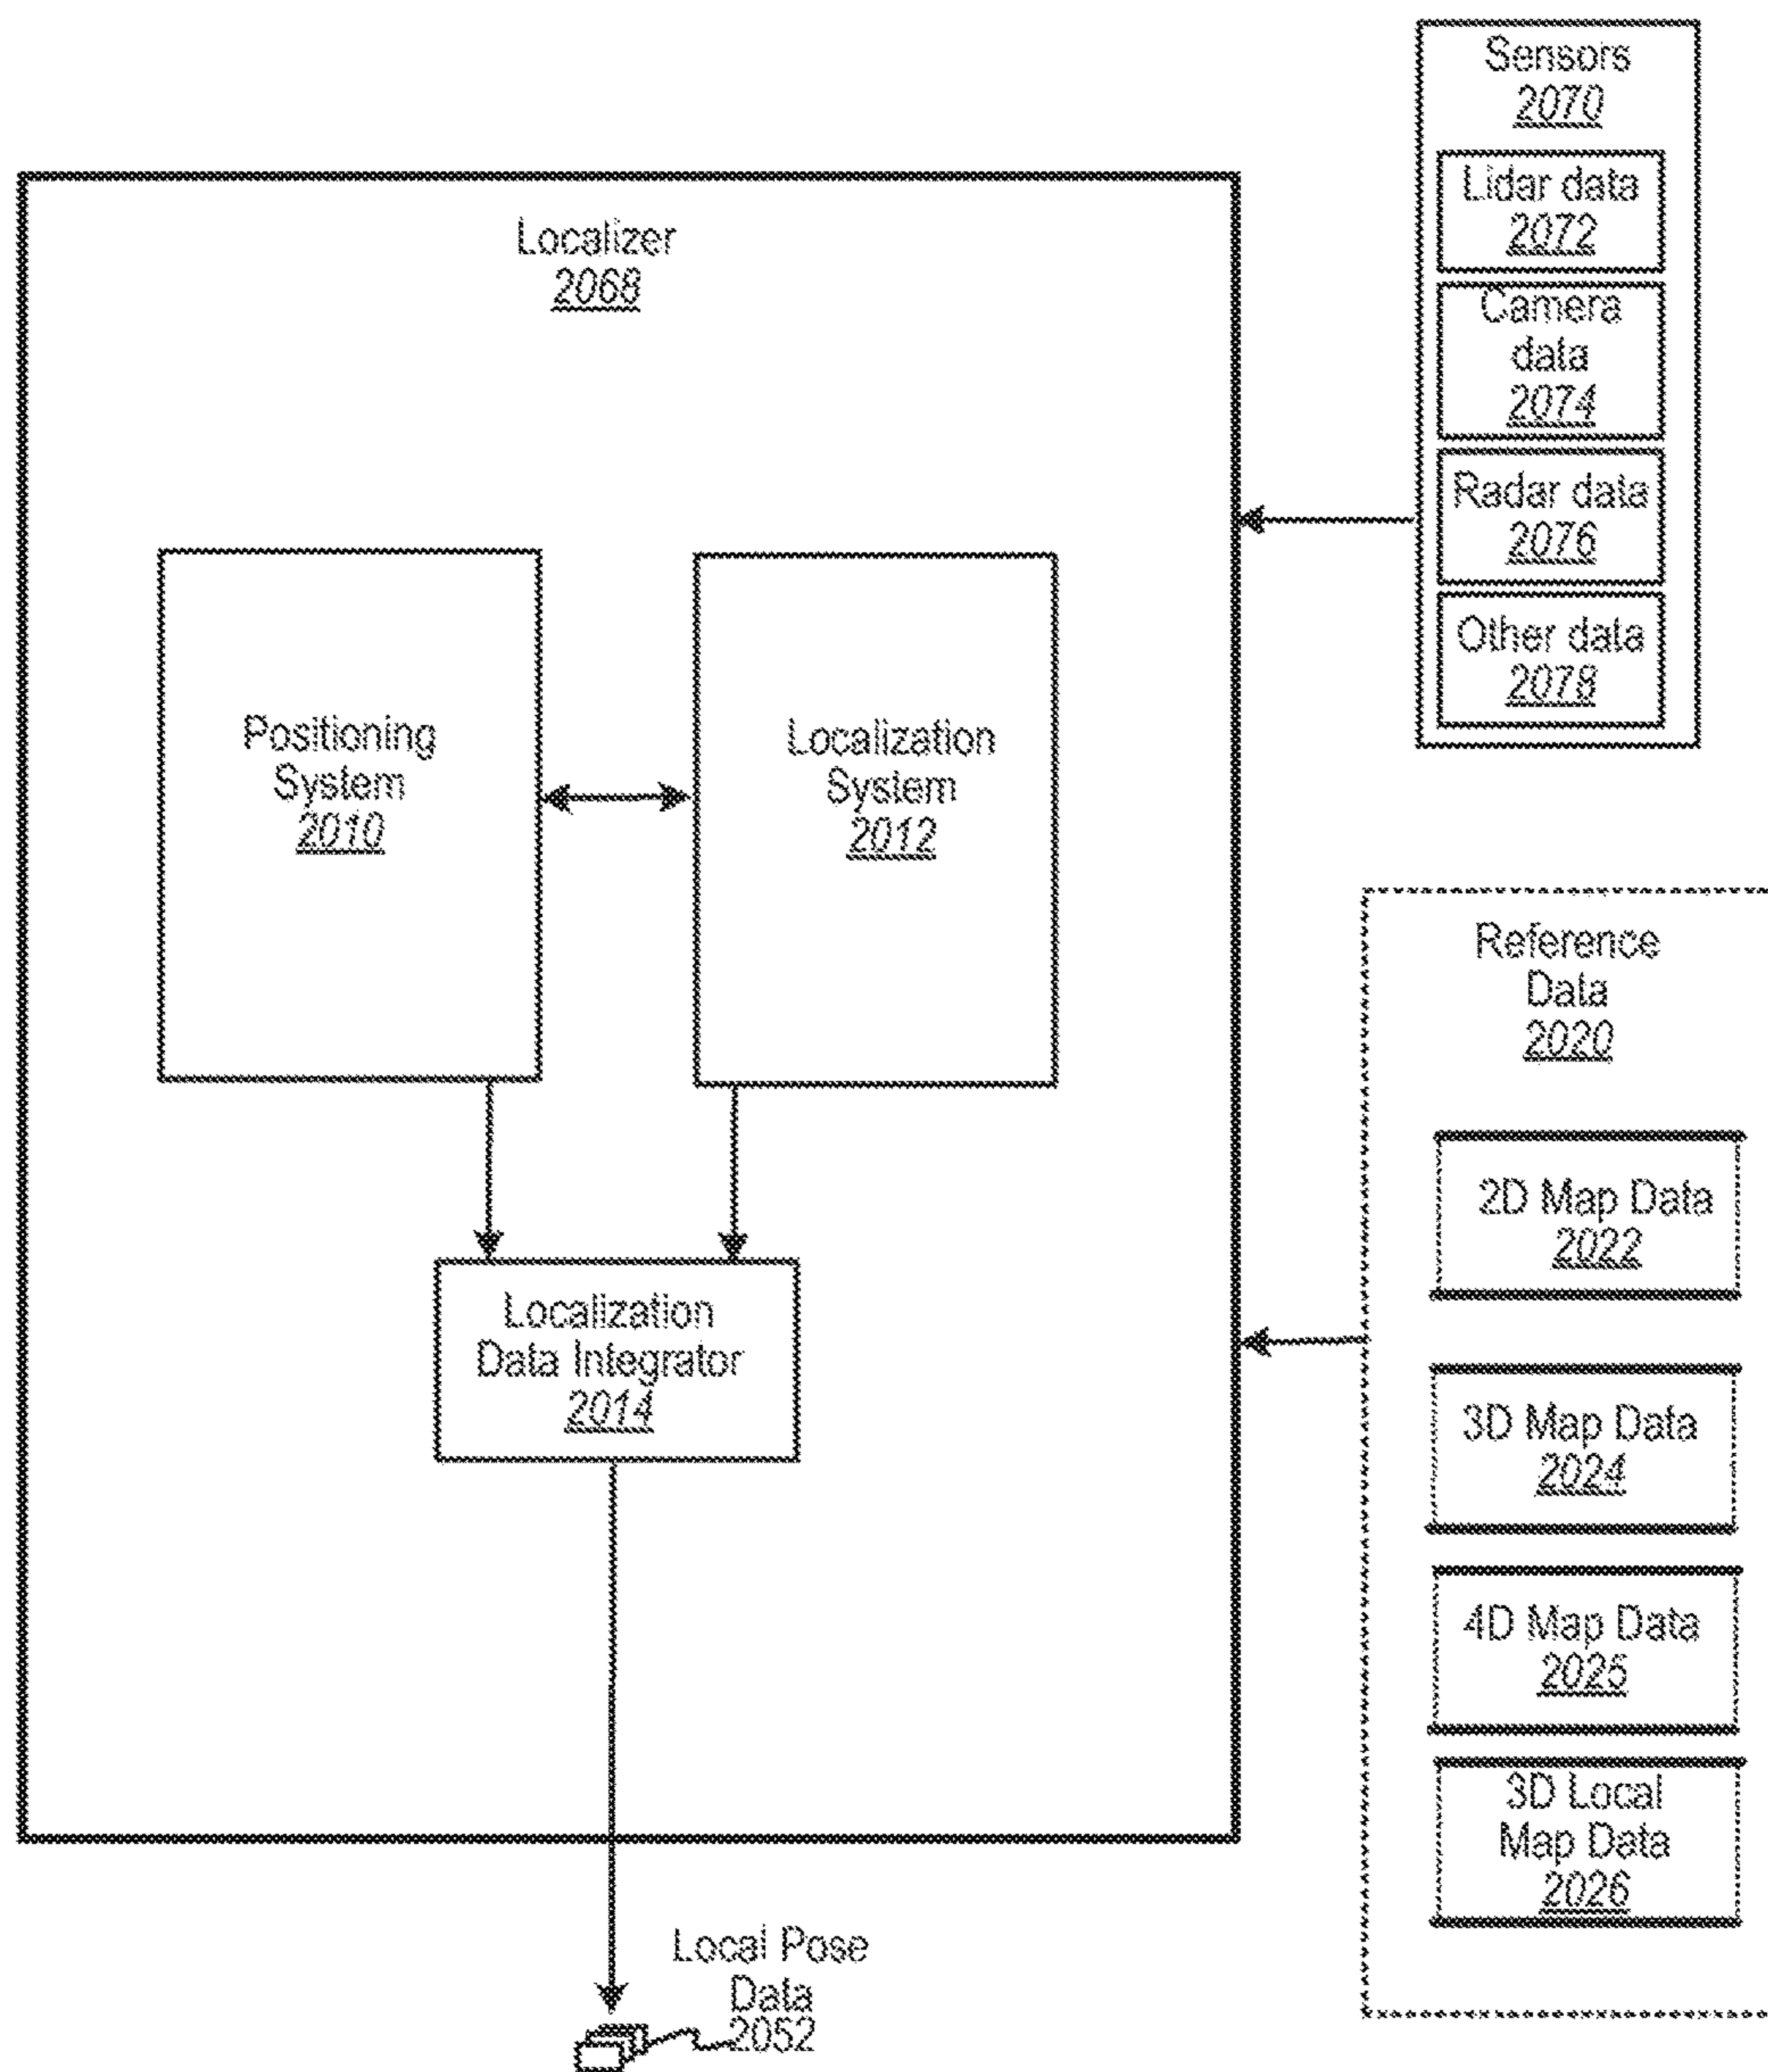 Sensors
2070
Lidar data
2072
Camera
data
2074
Radar data
2076
Other data
2078
Localizer
2068
Positioning
System
2010
Localization
System
2012
Localization
Data Integrator
2014
Reference
Data
2020
2D Map Data
2022
3D Map Data
2024
4D Map Data
2025
3D Local
Map Data
2026
Local Pose
Data
2052